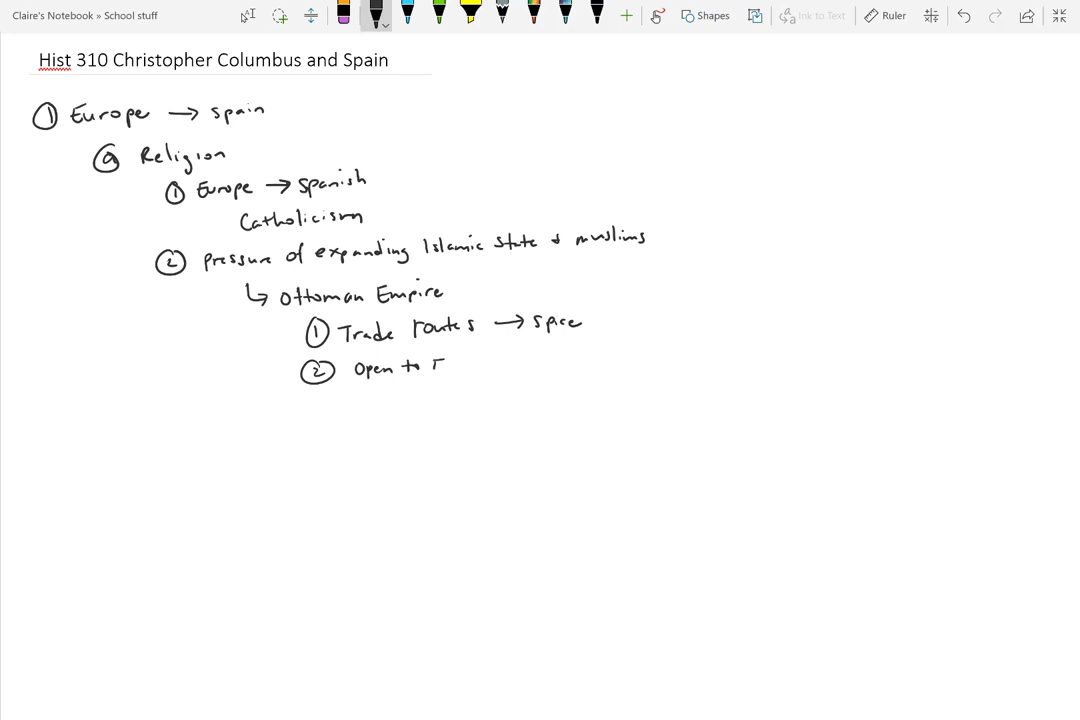 Claire's Notebook » School stuff
Shapes
Ink to Text
Ruler
Hist 310 Christopher Columbus and Spain
① Europe → Spain
ⓐ Religion
① Europe → Spanish
Catholicism
② Pressure of expanding Islamic State & muslims
↳ Ottoman Empire
① Trade routes → spice
② Open to